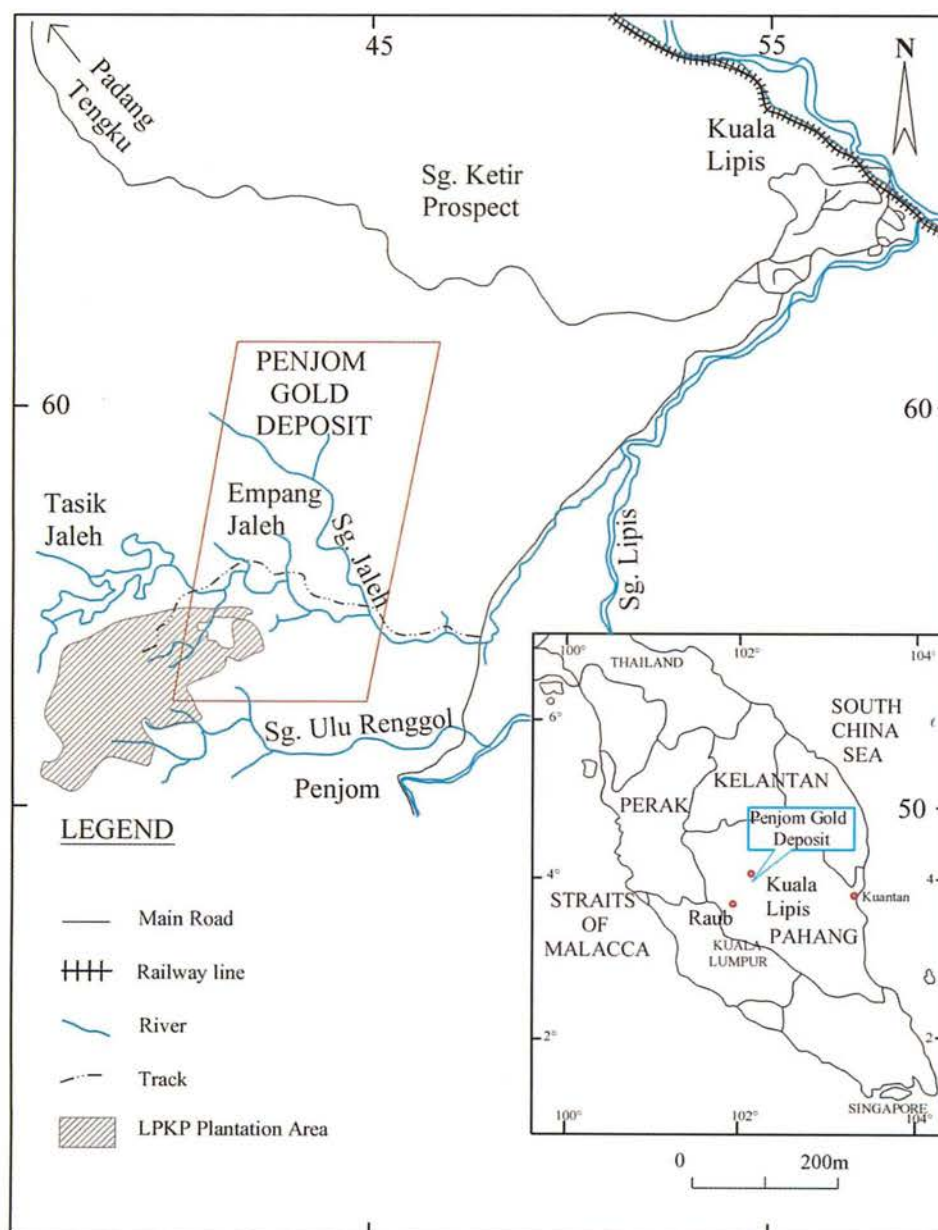 45
55
N
Padang
Tengku
Kuala
Lipis
Sg. Ketir
Prospect
PENJOM
GOLD
DEPOSIT
60
60
Tasik
Jaleh
Empang
Jaleh
Sg. Jaleh
Sg. Lipis
Sg. Ulu Renggol
Penjom
50
LEGEND
Main Road
Railway line
River
Track
LPKP Plantation Area
100°
102°
104°
THAILAND
6°
SOUTH
CHINA
SEA
6
KELANTAN
PERAK
Penjom Gold
Deposit
4°
4
STRAITS
OF
MALACCA
Kuala
Lipis
Kuantan
Raub
PAHANG
KUALA
LUMPUR
2°
2
SINGAPORE
100°
102°
104°
0
200m